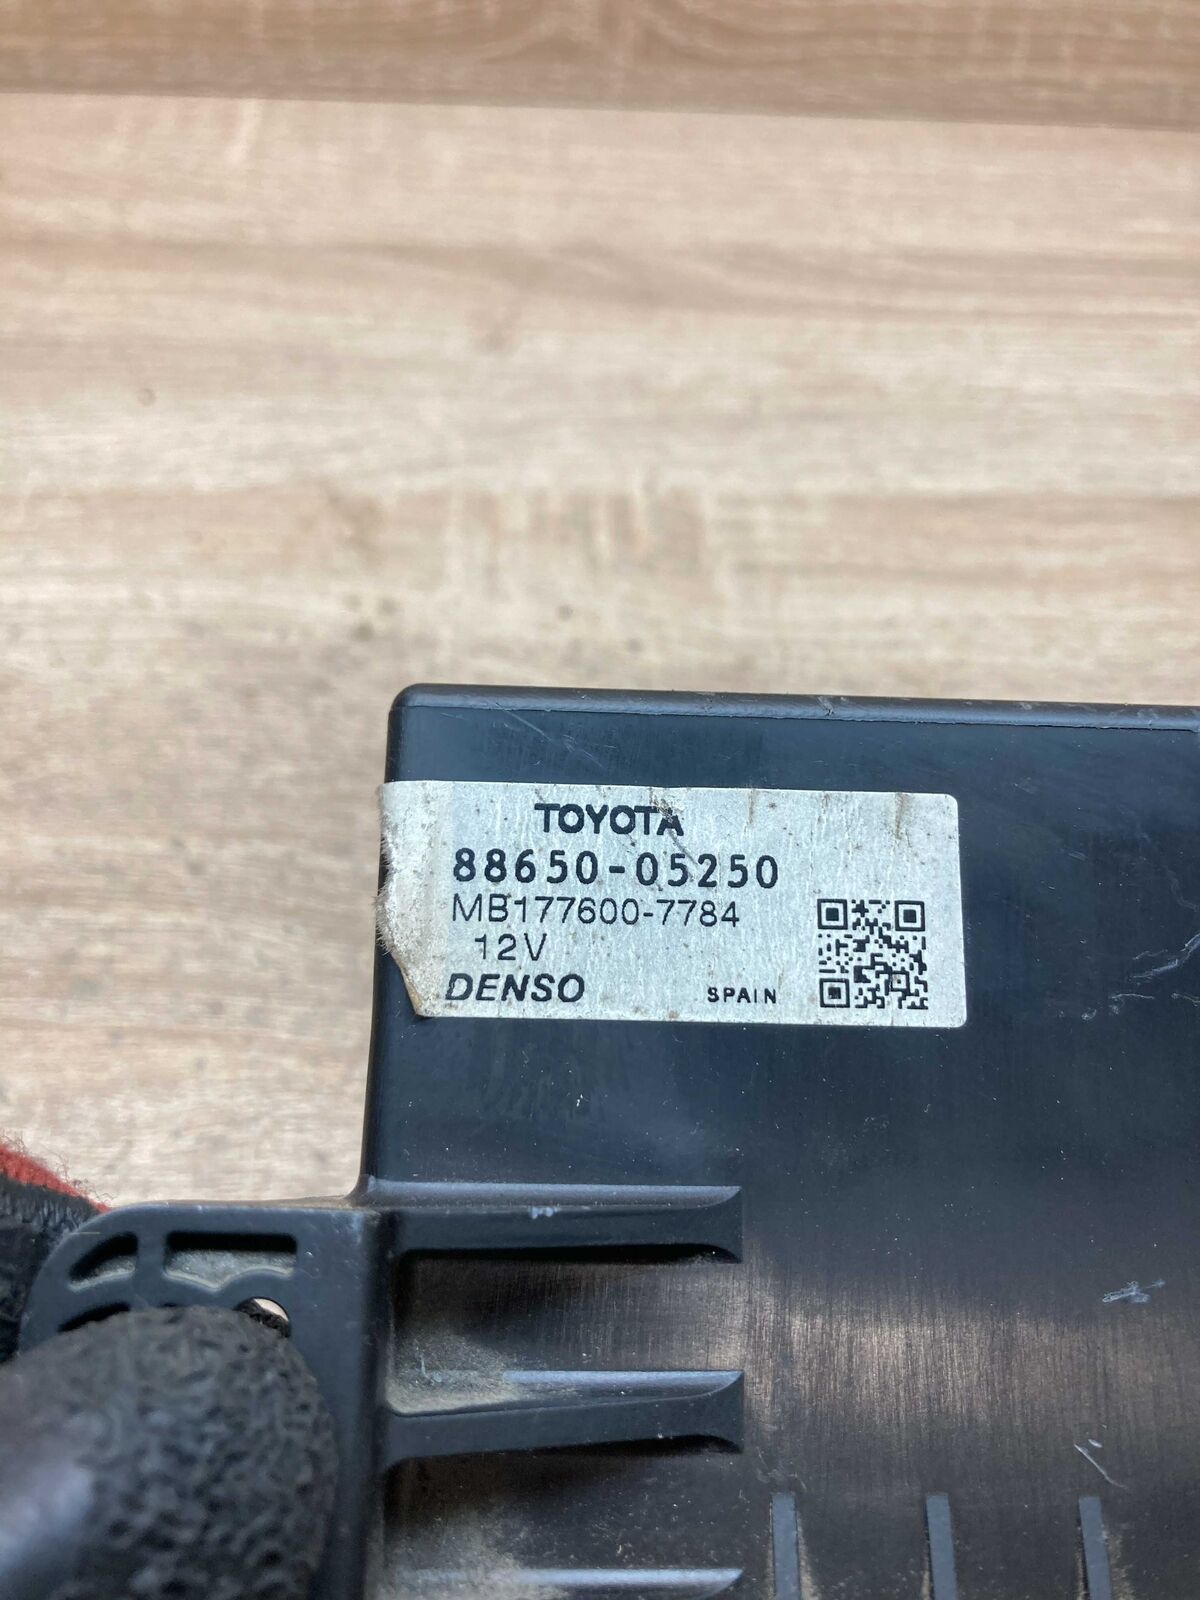 TOYOTA
88650-05250
MB177600-7784
12V
DENSO SPAIN